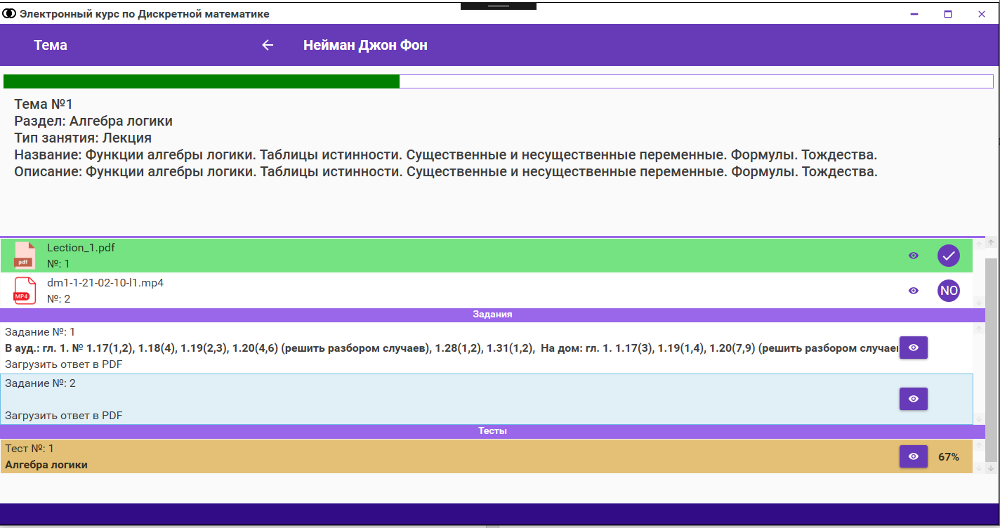 Электронный курс по Дискретной математике
Тема
Нейман Джон Фон
Тема №1
Раздел: Алгебра логики
Тип занятия: Лекция
Название: Функции алгебры логики. Таблицы истинности. Существенные и несущественные переменные. Формулы. Тождества.
Описание: Функции алгебры логики. Таблицы истинности. Существенные и несущественные переменные. Формулы. Тождества.
pdf
Lection_1.pdf
№: 1
MP4
dm1-1-21-02-10-l1.mp4
№: 2
NO
Задания
Задание №: 1
В ауд.: гл. 1. № 1.17(1,2), 1.18(4), 1.19(2,3), 1.20(4,6) (решить разбором случаев), 1.28(1,2), 1.31(1,2), На дом: гл. 1. 1.17(3), 1.19(1,4), 1.20(7,9) (решить разбором случае
Загрузить ответ в PDF
Задание №: 2
Загрузить ответ в PDF
Тесты
Тест №: 1
Алгебра логики
67%